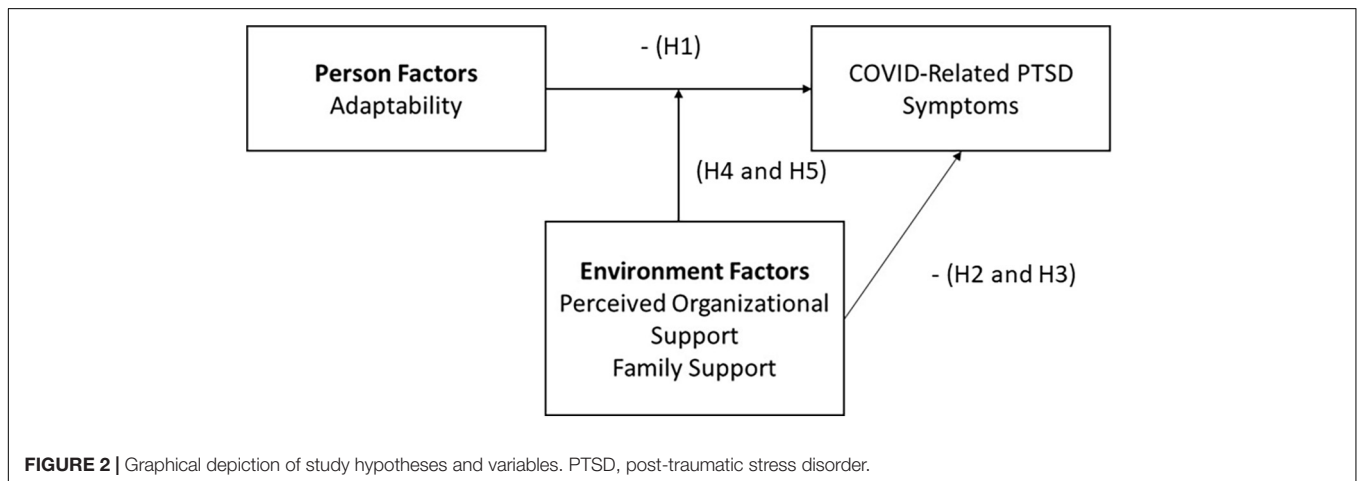 - (H1)
Person Factors
Adaptability
COVID-Related PTSD
Symptoms
(H4 and H5)
Environment Factors
Perceived Organizational
Support
Family Support
- (H2 and H3)
FIGURE 2 | Graphical depiction of study hypotheses and variables. PTSD, post-traumatic stress disorder.